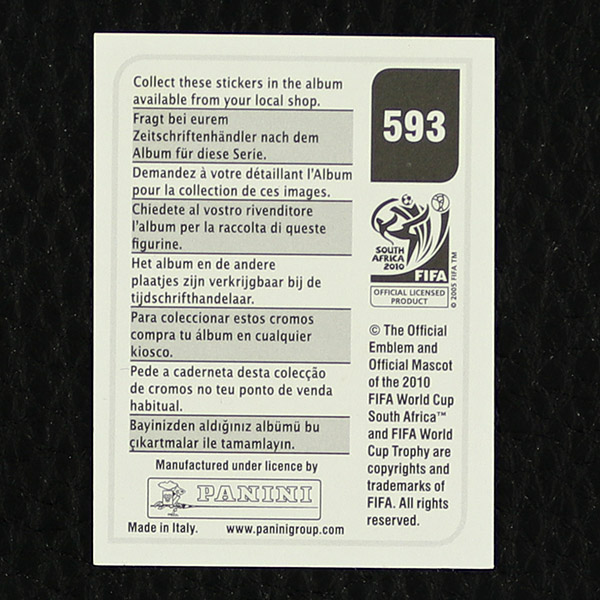 Collect these stickers in the album
available from your local shop.
Fragt bei eurem
Zeitschriftenhändler nach dem
Album für diese Serie.
Demandez à votre détaillant l'Album
pour la collection de ces images.
Chiedete al vostro rivenditore
l'album per la raccolta di queste
figurine.
Het album en de andere
plaatjes zijn verkrijgbaar bij de
tijdschrifthandelaar.
Para coleccionar estos cromos
compra tu álbum en cualquier
kiosco.
Pede a caderneta desta colecção
de cromos no teu ponto de venda
habitual.
Bayinizden aldığınız albümü bu
çıkartmalar ile tamamlayın.
Manufactured under licence by
PANINI
Made in Italy.
www.paninigroup.com
593
SOUTH
AFRICA
2010
FIFA
OFFICIAL LICENSED
PRODUCT
© 2005 FIFA TM
© The Official
Emblem and
Official Mascot
of the 2010
FIFA World Cup
South Africa™
and FIFA World
Cup Trophy are
copyrights and
trademarks of
FIFA. All rights
reserved.